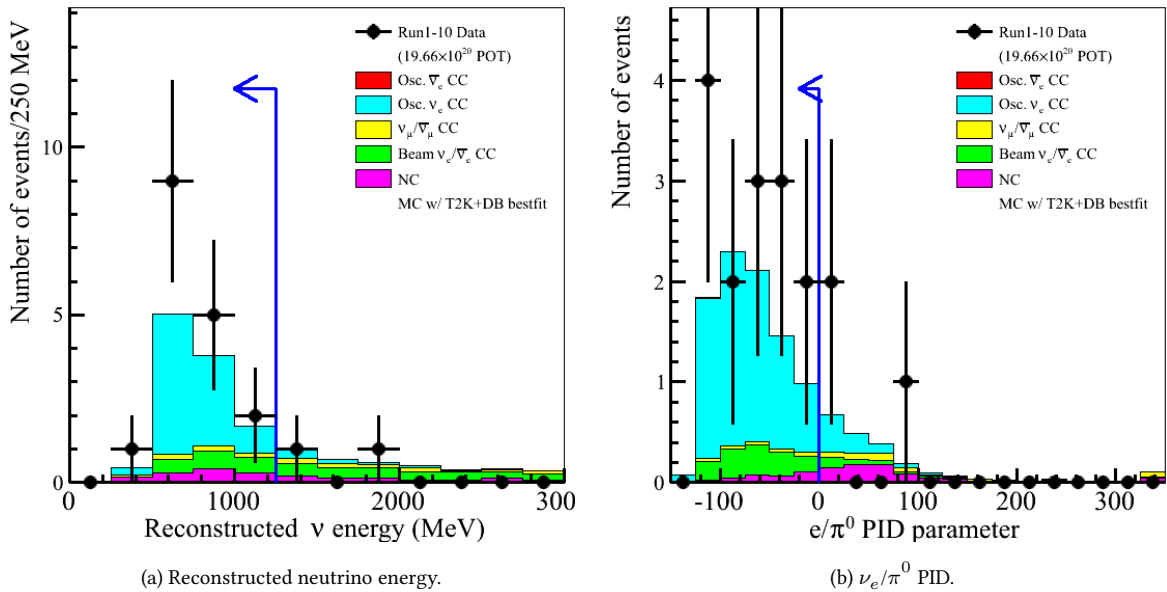 Number of events/250 MeV
10
5
0
0
1000
2000
300
Reconstructed ν energy (MeV)
Run1-10 Data
(19.66×10²⁰ POT)
Osc. ν̅ₑ CC
Osc. νₑ CC
ν_μ/ν̅_μ CC
Beam νₑ/ν̅ₑ CC
NC
MC w/ T2K+DB bestfit
(a) Reconstructed neutrino energy.
Number of events
4
3
2
1
0
-100
0
100
200
300
e/π⁰ PID parameter
Run1-10 Data
(19.66×10²⁰ POT)
Osc. ν̅ₑ CC
Osc. νₑ CC
ν_μ/ν̅_μ CC
Beam νₑ/ν̅ₑ CC
NC
MC w/ T2K+DB bestfit
(b) νₑ/π⁰ PID.